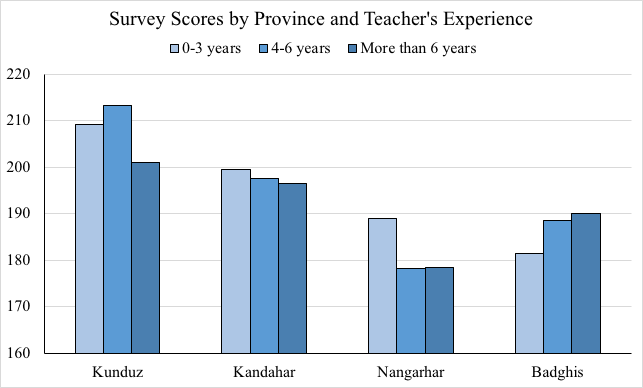 Survey Scores by Province and Teacher's Experience
0-3 years 4-6 years More than 6 years
220
210
200
190
180
170
160
Kunduz Kandahar Nangarhar Badghis